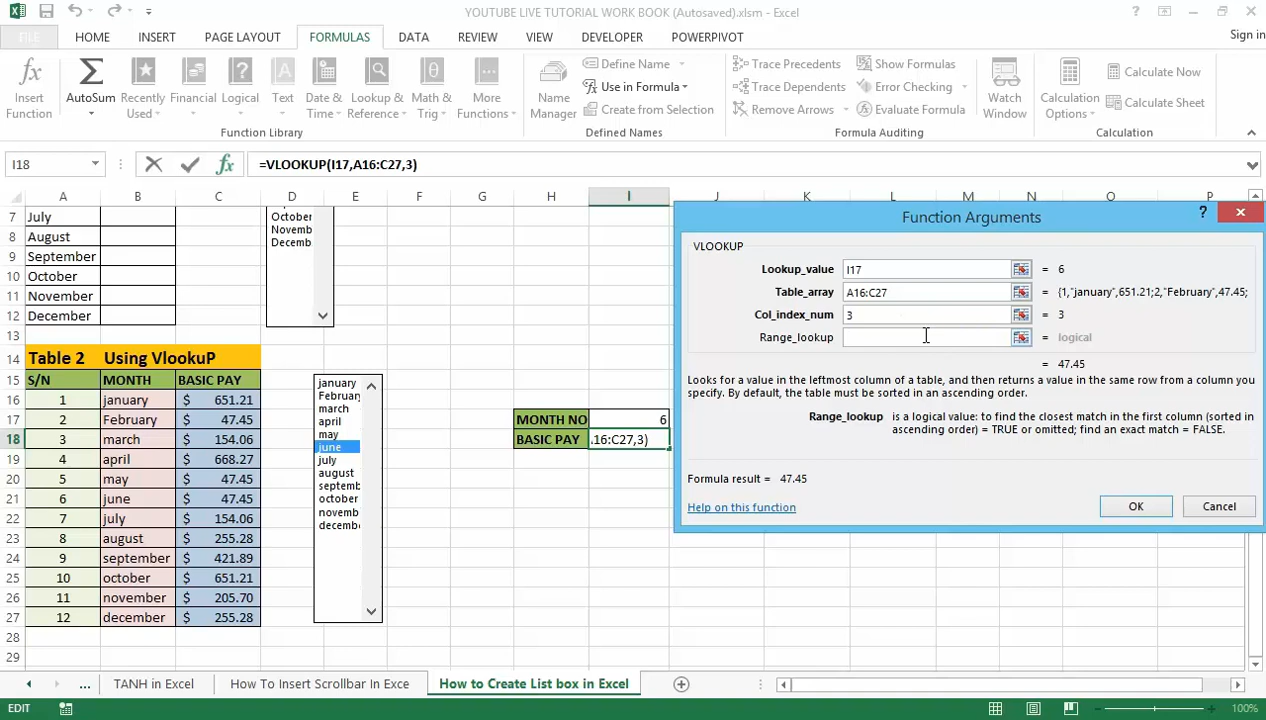 YOUTUBE LIVE TUTORIAL WORK BOOK (Autosaved).xlsm - Excel
FILE HOME INSERT PAGE LAYOUT FORMULAS DATA REVIEW VIEW DEVELOPER POWERPIVOT Sign in
Insert Function
AutoSum
Recently Used
Financial
Logical
Text
Date & Time
Lookup & Reference
Math & Trig
More Functions
Function Library
Name Manager
Define Name
Use in Formula
Create from Selection
Defined Names
Trace Precedents
Trace Dependents
Remove Arrows
Show Formulas
Error Checking
Evaluate Formula
Formula Auditing
Watch Window
Calculation Options
Calculate Now
Calculate Sheet
Calculation
I18 fx =VLOOKUP(I17,A16:C27,3)
A B C D E F G H I J K L M N O P
7 July
8 August
9 September
10 October
11 November
12 December
13
Octobe
Novemb
Decemb
14 Table 2 Using VlookuP
15 S/N MONTH BASIC PAY
16 1 january $ 651.21
17 2 February $ 47.45
18 3 march $ 154.06
19 4 april $ 668.27
20 5 may $ 47.45
21 6 june $ 47.45
22 7 july $ 154.06
23 8 august $ 255.28
24 9 september $ 421.89
25 10 october $ 651.21
26 11 november $ 205.70
27 12 december $ 255.28
28
29
january
February
march
april
may
june
july
august
septemb
october
novemb
decembe
MONTH NO 6
BASIC PAY .16:C27,3)
Function Arguments
?
VLOOKUP
Lookup_value I17 = 6
Table_array A16:C27 = {1,"january",651.21;2,"February",47.45;
Col_index_num 3 = 3
Range_lookup = logical
= 47.45
Looks for a value in the leftmost column of a table, and then returns a value in the same row from a column you
specify. By default, the table must be sorted in an ascending order.
Range_lookup is a logical value: to find the closest match in the first column (sorted in
ascending order) = TRUE or omitted; find an exact match = FALSE.
Formula result = 47.45
Help on this function
OK Cancel
... TANH in Excel How To Insert Scrollbar In Exce How to Create List box in Excel
EDIT 100%